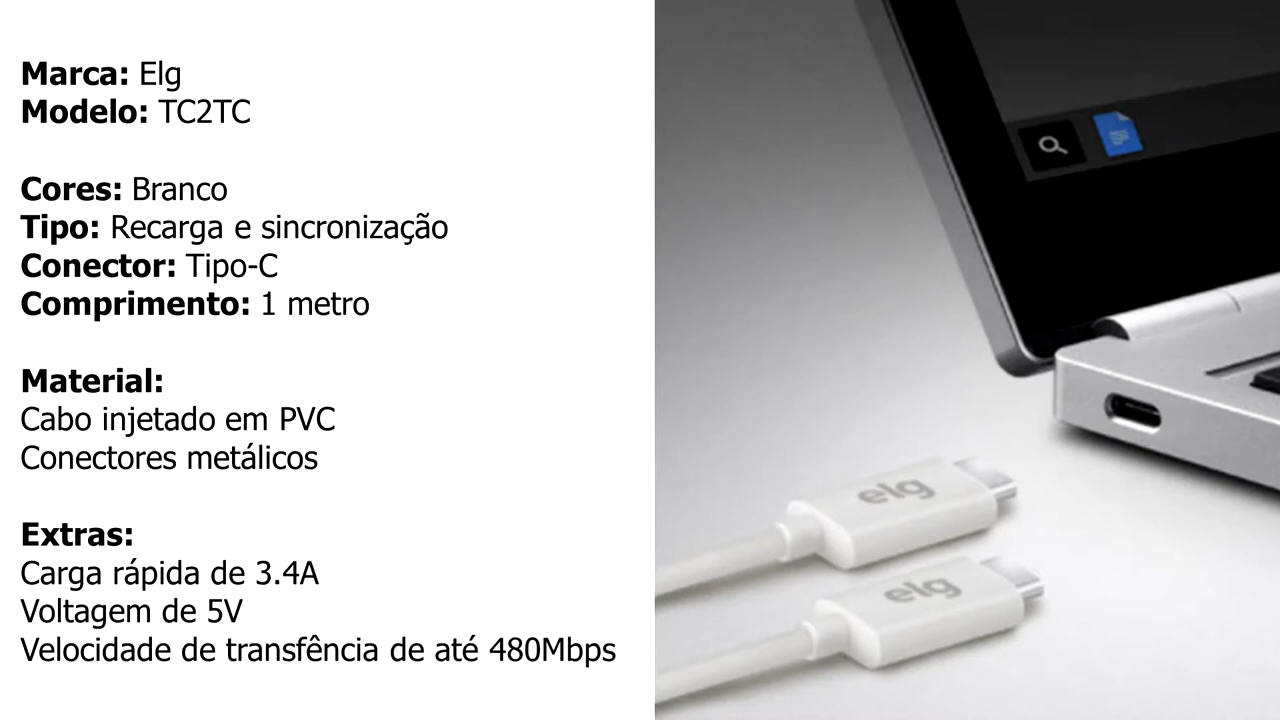 Marca: Elg
Modelo: TC2TC
Cores: Branco
Tipo: Recarga e sincronização
Conector: Tipo-C
Comprimento: 1 metro
Material:
Cabo injetado em PVC
Conectores metálicos
Extras:
Carga rápida de 3.4A
Voltagem de 5V
Velocidade de transfência de até 480Mbps
elg
elg